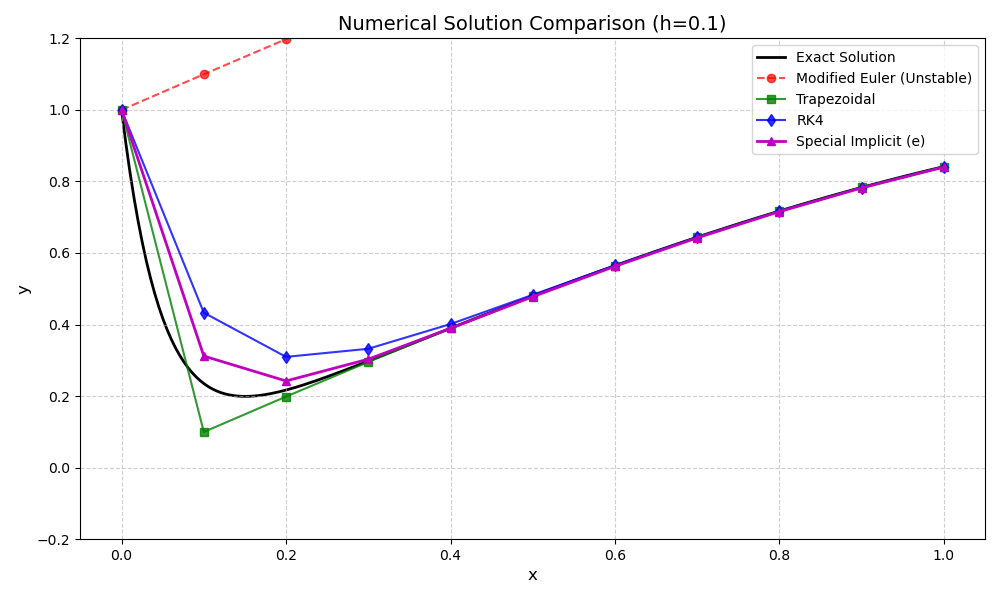 Numerical Solution Comparison (h=0.1)
Exact Solution
Modified Euler (Unstable)
Trapezoidal
RK4
Special Implicit (e)
y
1.2
1.0
0.8
0.6
0.4
0.2
0.0
−0.2
0.0 0.2 0.4 0.6 0.8 1.0
x